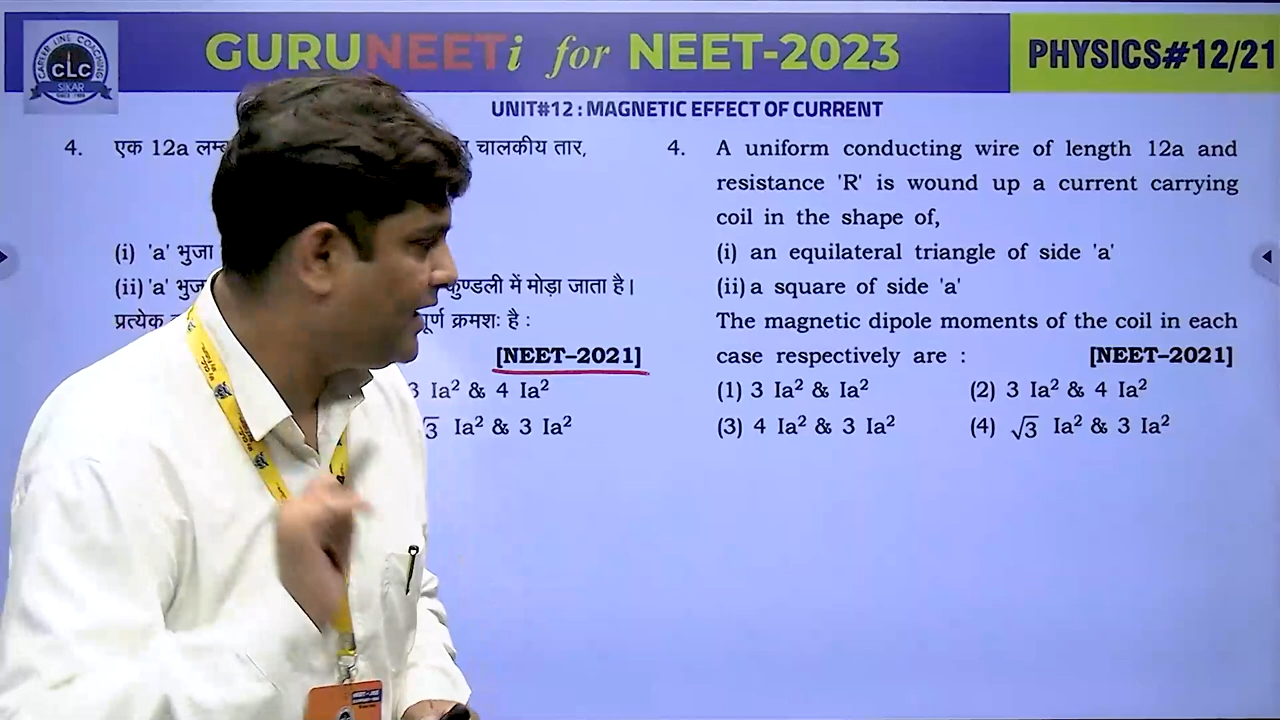 GURUNEETi for NEET-2023
PHYSICS#12/21
CAREER LINE COACHING
CLC
SIKAR
UNIT#12 : MAGNETIC EFFECT OF CURRENT
4. एक 12a चालकीय तार,
(i) 'a' भुजा
(ii) 'a' कुण्डली में मोड़ा जाता है।
प्रत्येक क्रमशः है :
[NEET–2021]
3 Ia² & 4 Ia²
√3 Ia² & 3 Ia²
4. A uniform conducting wire of length 12a and
resistance 'R' is wound up a current carrying
coil in the shape of,
(i) an equilateral triangle of side 'a'
(ii) a square of side 'a'
The magnetic dipole moments of the coil in each
case respectively are : [NEET–2021]
(1) 3 Ia² & Ia² (2) 3 Ia² & 4 Ia²
(3) 4 Ia² & 3 Ia² (4) √3 Ia² & 3 Ia²